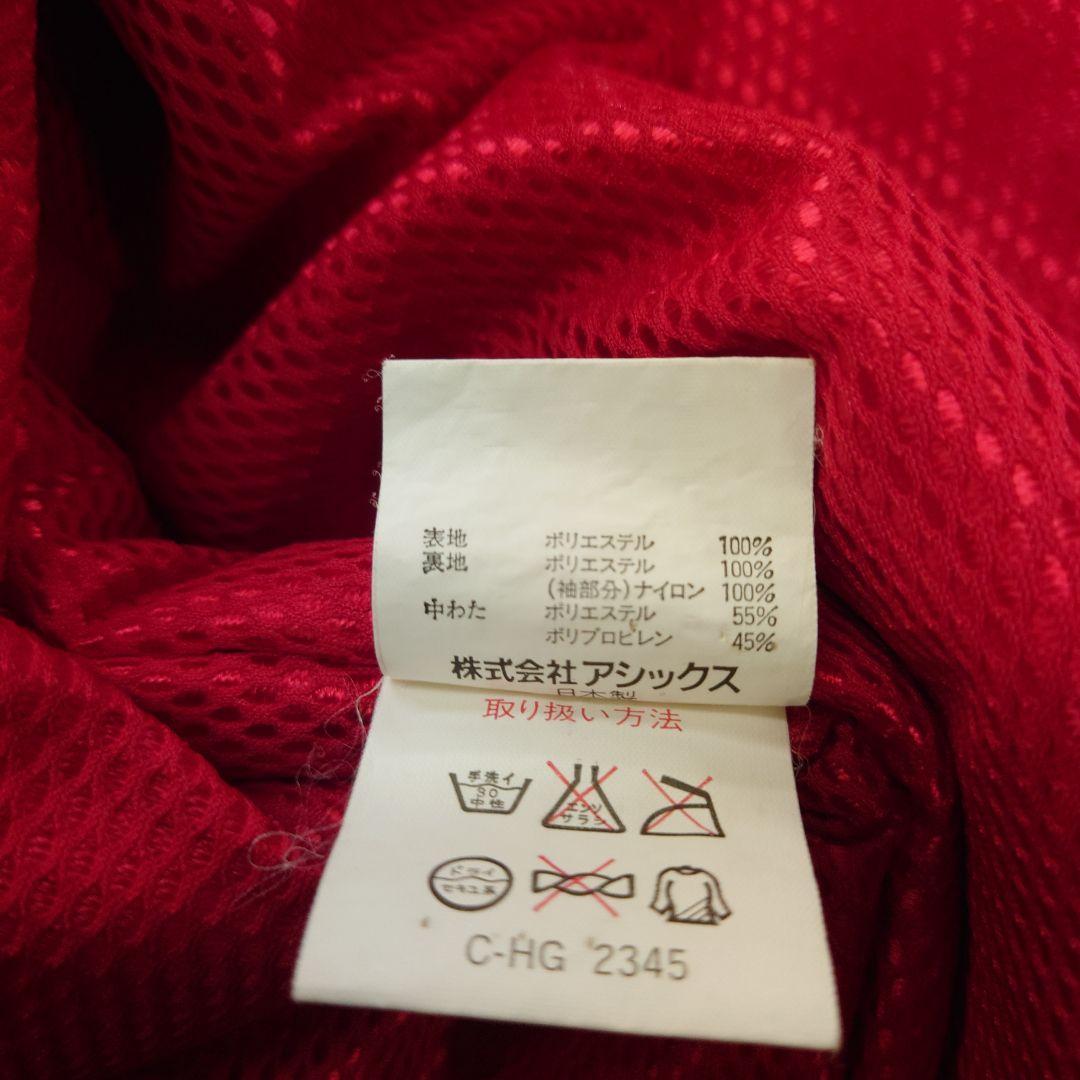 表地 ポリエステル 100%
裏地 ポリエステル 100%
(袖部分)ナイロン 100%
中わた ポリエステル 55%
ポリプロピレン 45%
株式会社アシックス
日本製
取り扱い方法
手洗イ
30
中性
エンソ
サラシ
ドライ
セキユ系
C-HG 2345